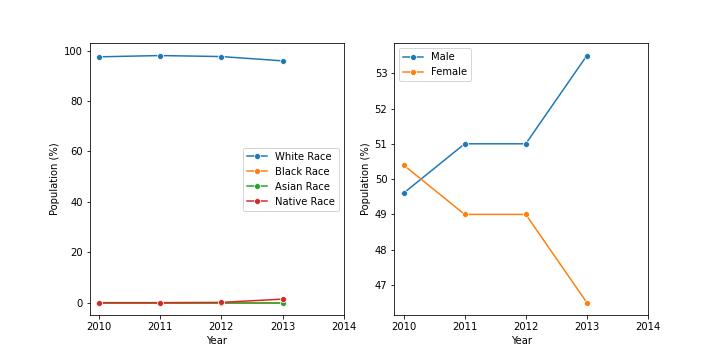 100
80
60
40
20
0
Population (%)
2010 2011 2012 2013 2014
Year
White Race
Black Race
Asian Race
Native Race
53
52
51
50
49
48
47
Population (%)
2010 2011 2012 2013 2014
Year
Male
Female